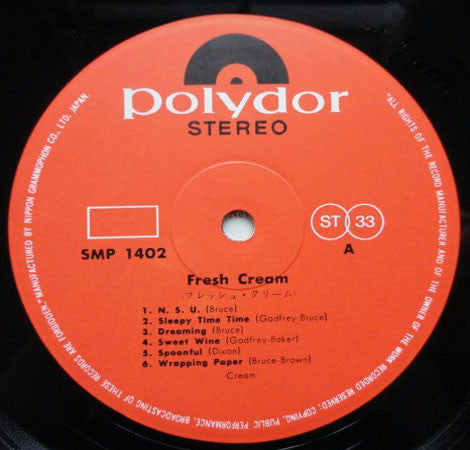 polydor
STEREO
SMP 1402
ST 33
A
Fresh Cream
(フレッシュ・クリーム)
1. N. S. U. (Bruce)
2. Sleepy Time Time (Godfrey-Bruce)
3. Dreaming (Bruce)
4. Sweet Wine (Godfrey-Baker)
5. Spoonful (Dixon)
6. Wrapping Paper (Bruce-Brown)
Cream
"ALL RIGHTS OF THE RECORD MANUFACTURER AND OF THE OWNER OF THE WORK RECORDED RESERVED. COPYING, PUBLIC PERFORMANCE, BROADCASTING OF THESE RECORDS ARE FORBIDDEN." MANUFACTURED BY NIPPON GRAMMOPHON CO., LTD. JAPAN.